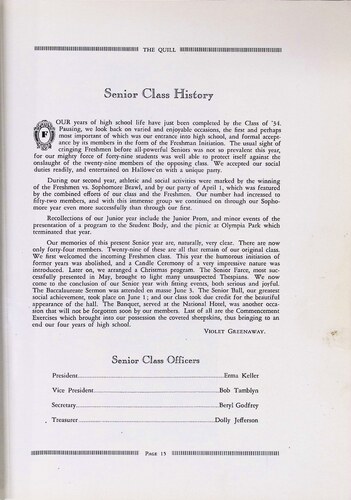 THE QUILL
Senior Class History
FOUR years of high school life have just been completed by the Class of '34.
Pausing, we look back on varied and enjoyable occasions, the first and perhaps
most important of which was our entrance into high school, and formal accept-
ance by its members in the form of the Freshman Initiation. The usual sight of
cringing Freshmen before all-powerful Seniors was not so prevalent this year,
for our mighty force of forty-nine students was well able to protect itself against the
onslaught of the twenty-nine members of the opposing class. We accepted our social
duties readily, and entertained on Hallowe'en with a unique party.
During our second year, athletic and social activities were marked by the winning
of the Freshman vs. Sophomore Brawl, and by our party of April 1, which was featured
by the combined efforts of our class and the Freshmen. Our number had increased to
fifty-two members, and with this immense group we continued on through our Sopho-
more year even more successfully than through our first.
Recollections of our Junior year include the Junior Prom, and minor events of the
presentation of a program to the Student Body, and the picnic at Olympia Park which
terminated that year.
Our memories of this present Senior year are, naturally, very clear. There are now
only forty-four members. Twenty-nine of these are all that remain of our original class.
We first welcomed the incoming Freshmen class. This year the humorous initiation of
former years was abolished, and a Candle Ceremony of a very impressive nature was
introduced. Later on, we arranged a Christmas program. The Senior Farce, most suc-
cessfully presented in May, brought to light many unsuspected Thespians. We now
come to the conclusion of our Senior year with fitting events, both serious and joyful.
The Baccalaureate Sermon was attended en masse June 3. The Senior Ball, our greatest
social achievement, took place on June 1; and our class took due credit for the beautiful
appearance of the hall. The Banquet, served at the National Hotel, was another occa-
sion that will not be forgotten soon by our members. Last of all are the Commencement
Exercises which brought into our possession the coveted sheepskins, thus bringing to an
end our four years of high school.
VIOLET GREENAWAY.
Senior Class Officers
President Erma Keller
Vice President Bob Tamblyn
Secretary Beryl Godfrey
Treasurer Dolly Jefferson
PAGE 15